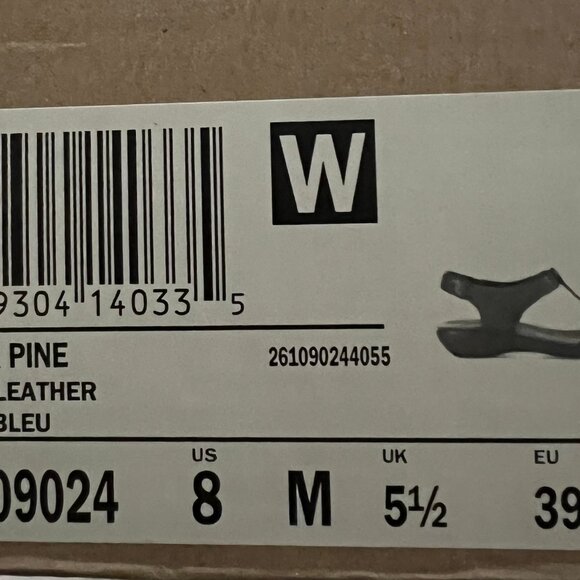 W
9304 14033 5
PINE
261090244055
LEATHER
BLEU
US
UK
EU
09024
8
M
5½
39